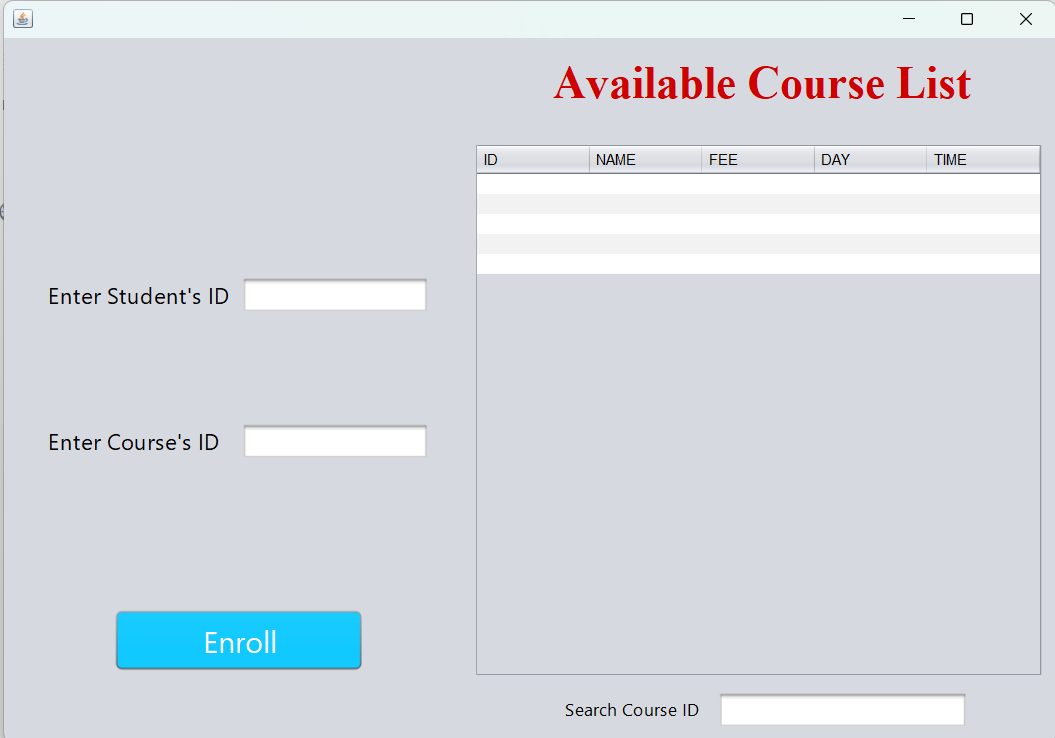 Available Course List
ID NAME FEE DAY TIME
Enter Student's ID
Enter Course's ID
Enroll
Search Course ID